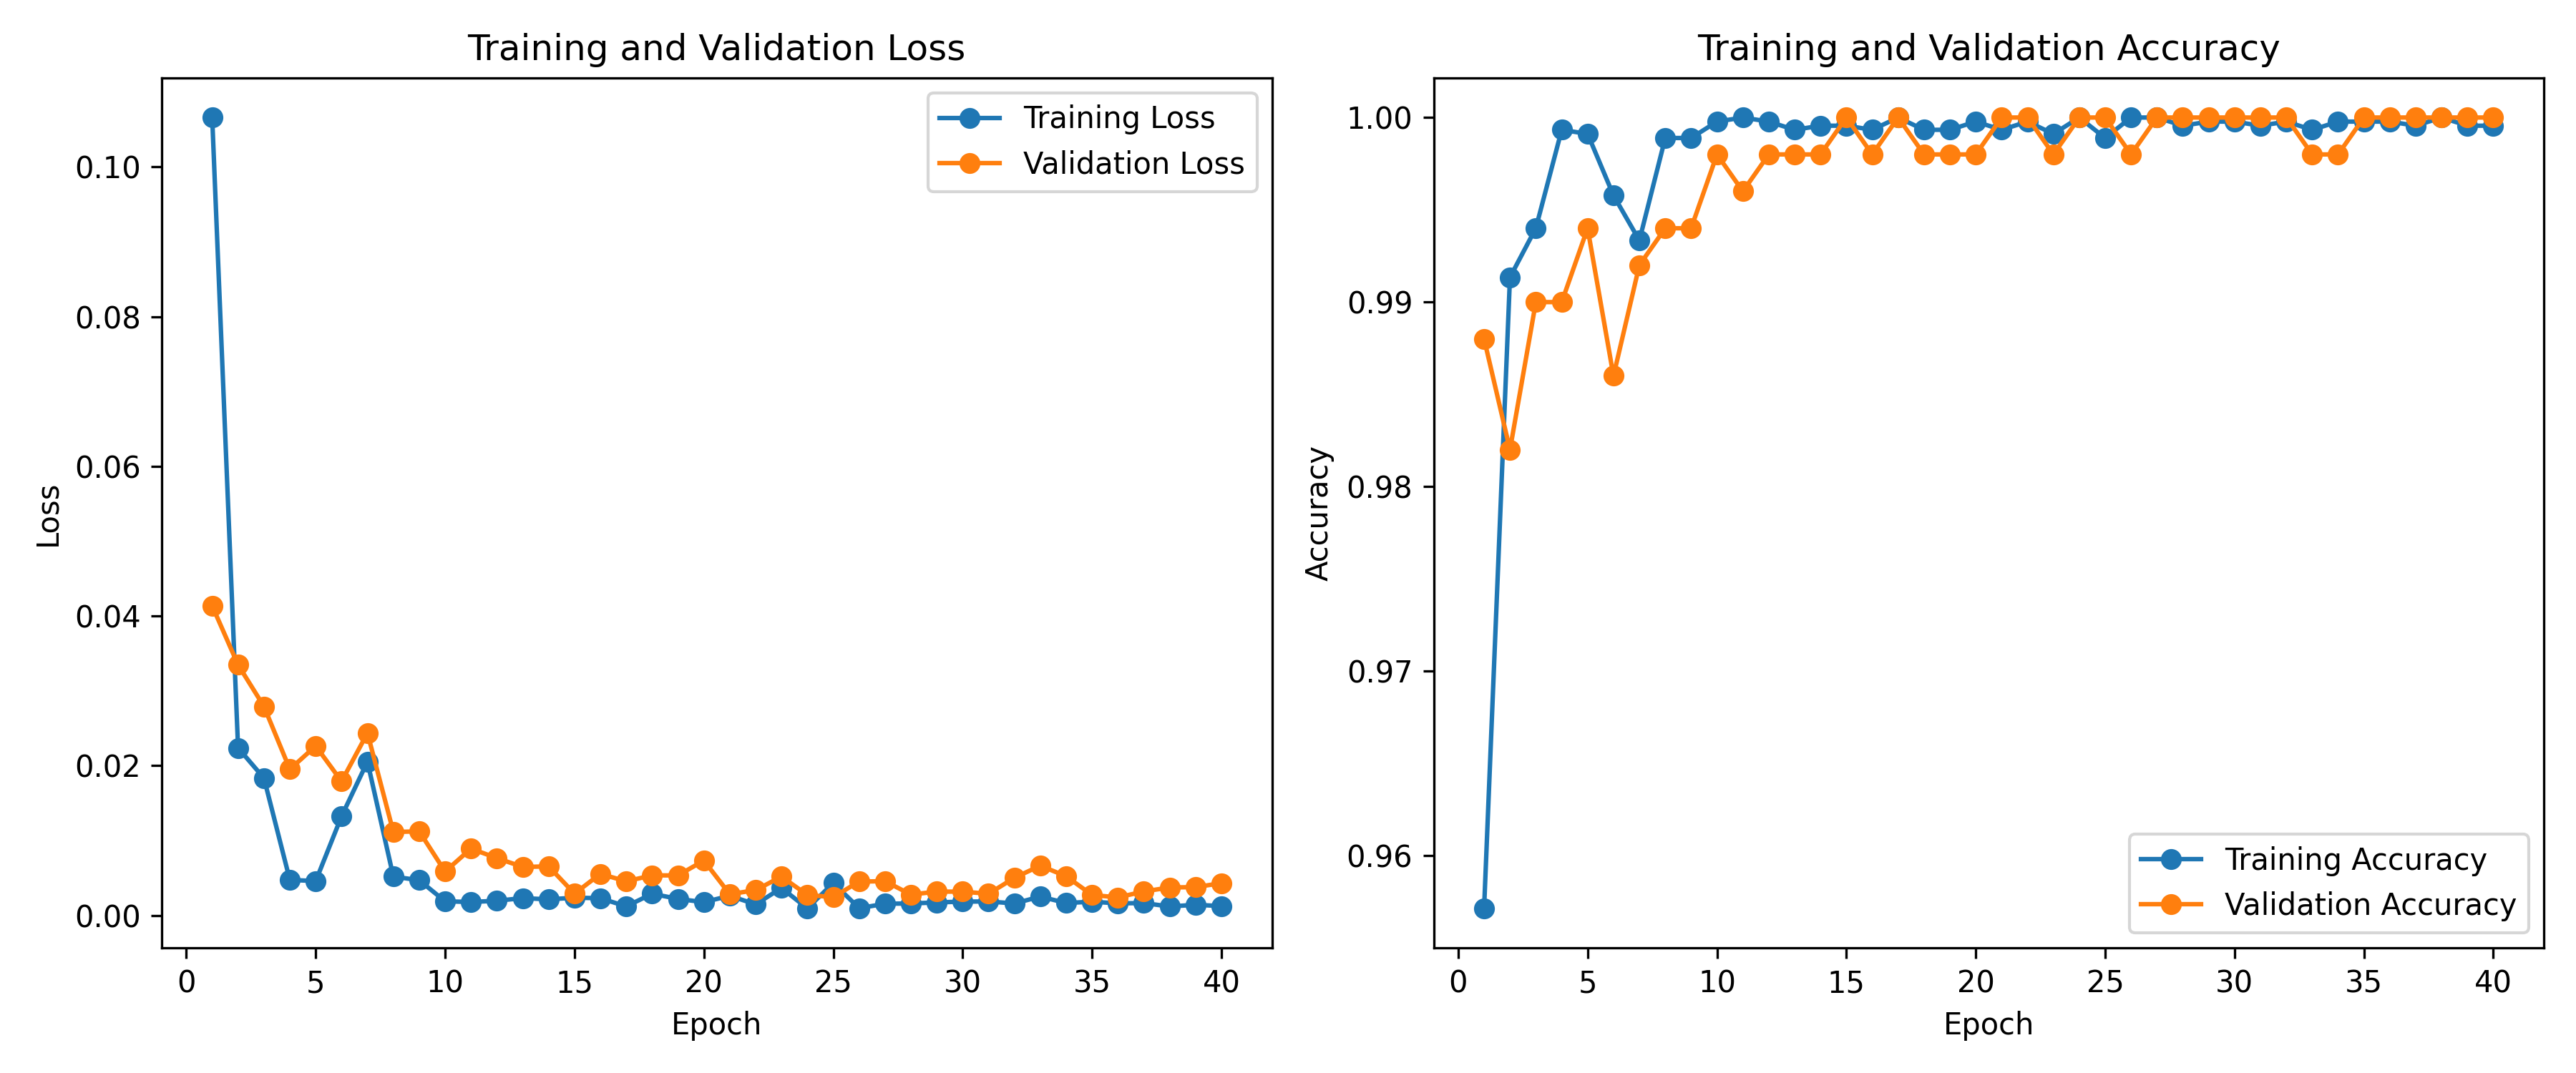 Training and Validation Loss
Training Loss
Validation Loss
0.10
0.08
0.06
0.04
0.02
0.00
Loss
0 5 10 15 20 25 30 35 40
Epoch
Training and Validation Accuracy
1.00
0.99
0.98
0.97
0.96
Accuracy
Training Accuracy
Validation Accuracy
0 5 10 15 20 25 30 35 40
Epoch